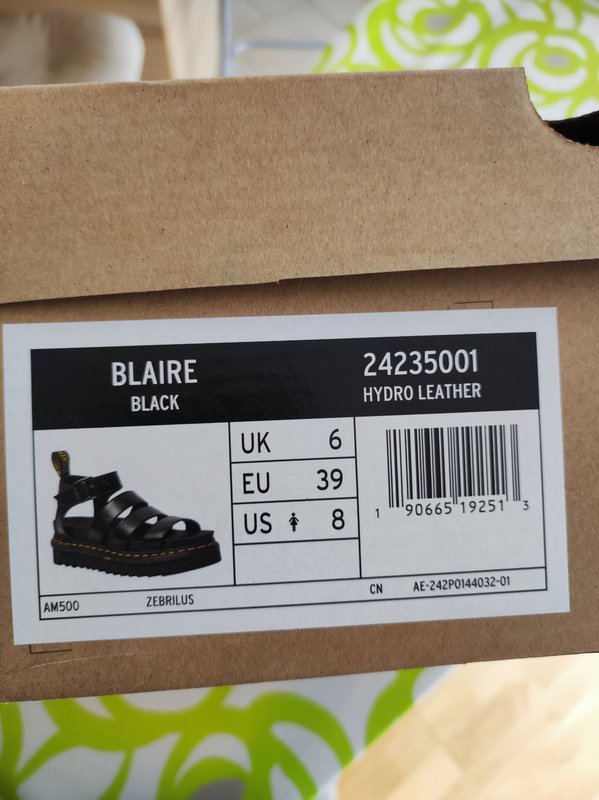 BLAIRE
BLACK
24235001
HYDRO LEATHER
UK 6
EU 39
US 8
1 90665 19251 3
AM500
ZEBRILUS
CN
AE-242P0144032-01